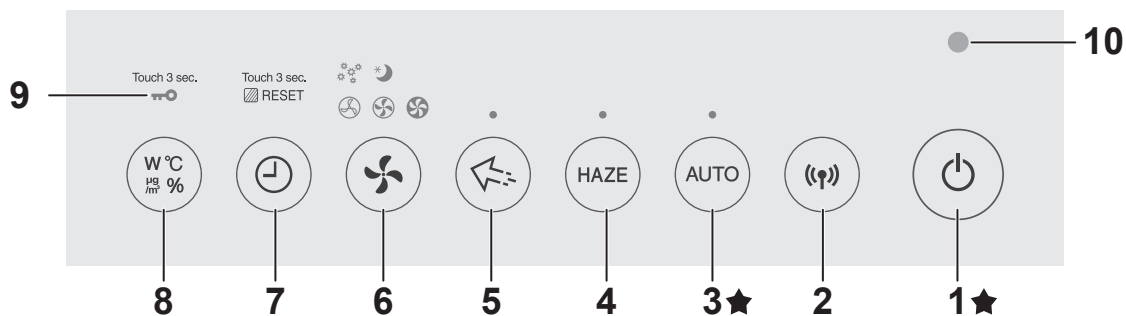 10
Touch 3 sec.
Touch 3 sec.
RESET
9
W °C
µg/m³ %
HAZE
AUTO
8
7
6
5
4
3★
2
1★